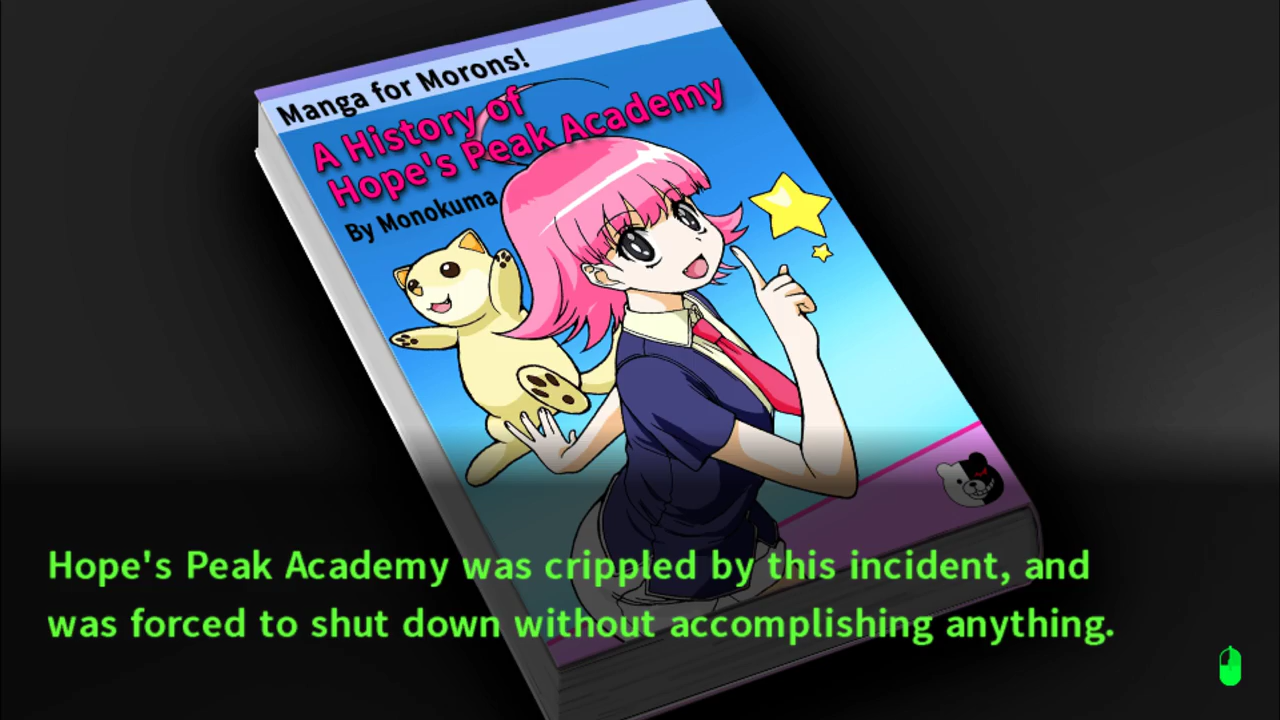 Manga for Morons!
A History of
Hope's Peak Academy
By Monokuma
Hope's Peak Academy was crippled by this incident, and
was forced to shut down without accomplishing anything.